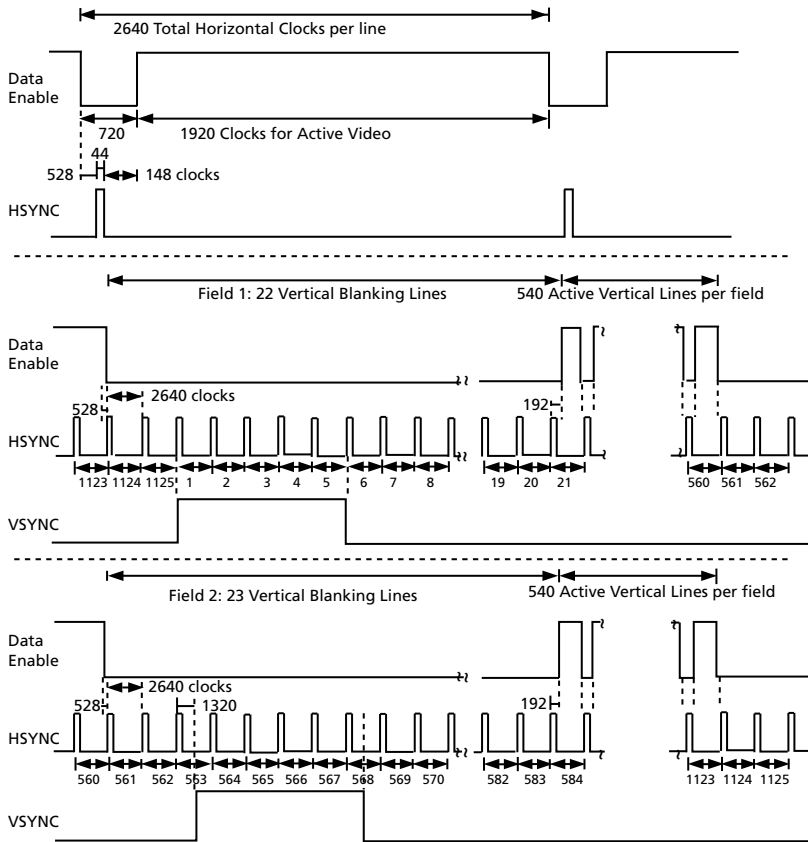 2640 Total Horizontal Clocks per line
Data
Enable
720
1920 Clocks for Active Video
44
528
148 clocks
HSYNC
Field 1: 22 Vertical Blanking Lines
540 Active Vertical Lines per field
Data
Enable
2640 clocks
528
192
HSYNC
1123 1124 1125 1 2 3 4 5 6 7 8 19 20 21 560 561 562
VSYNC
Field 2: 23 Vertical Blanking Lines
540 Active Vertical Lines per field
Data
Enable
2640 clocks
528
1320
192
HSYNC
560 561 562 563 564 565 566 567 568 569 570 582 583 584 1123 1124 1125
VSYNC